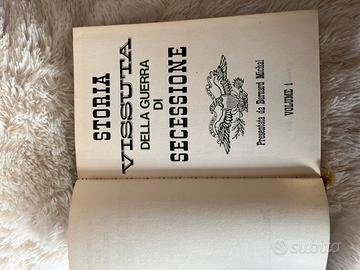 STORIA
VISSUTA
DELLA GUERRA
DI
SECESSIONE
Presentata da Bernard Michal
VOLUME 1
subito